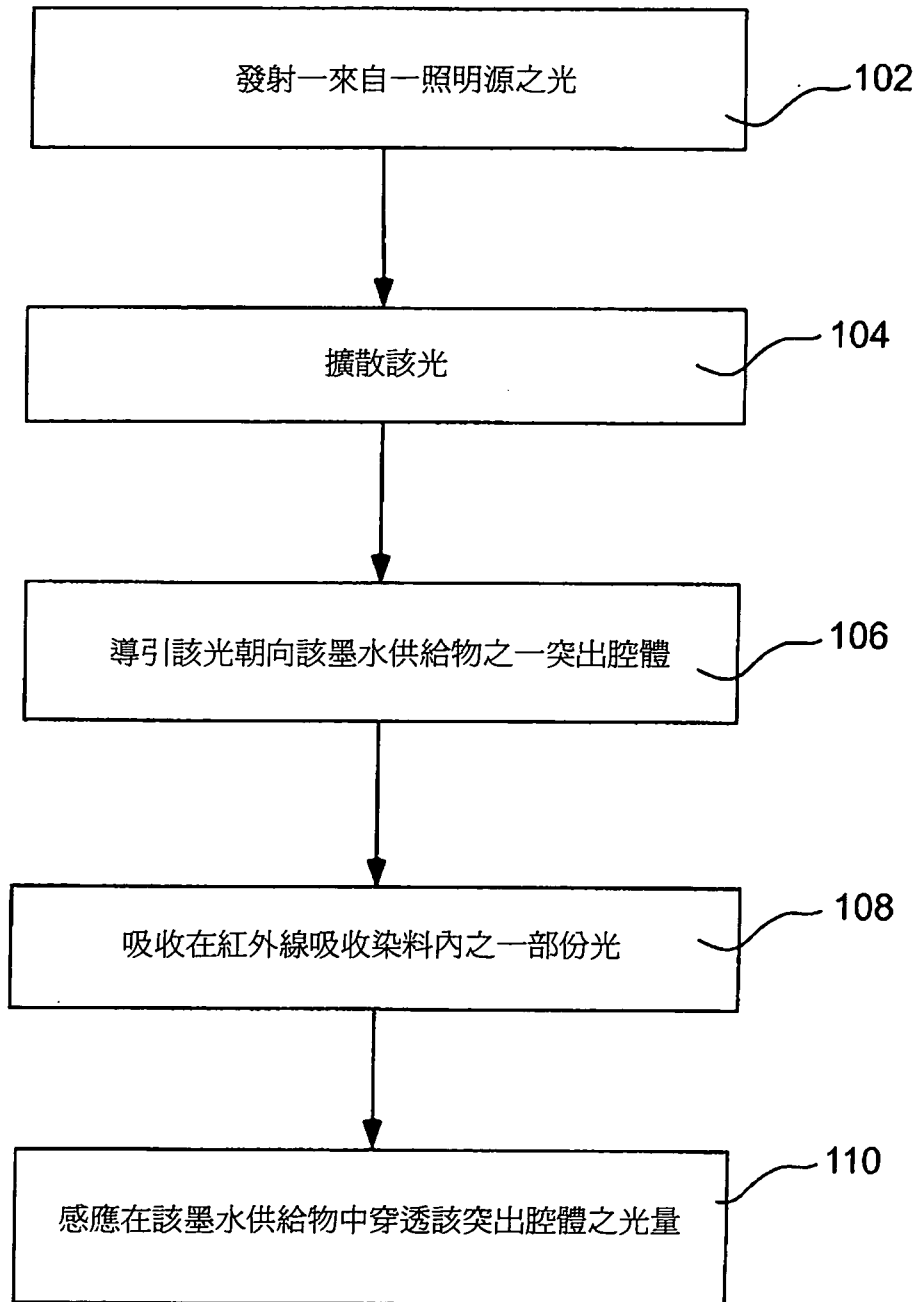 發射一來自一照明源之光
102
擴散該光
104
導引該光朝向該墨水供給物之一突出腔體
106
吸收在紅外線吸收染料內之一部份光
108
感應在該墨水供給物中穿透該突出腔體之光量
110